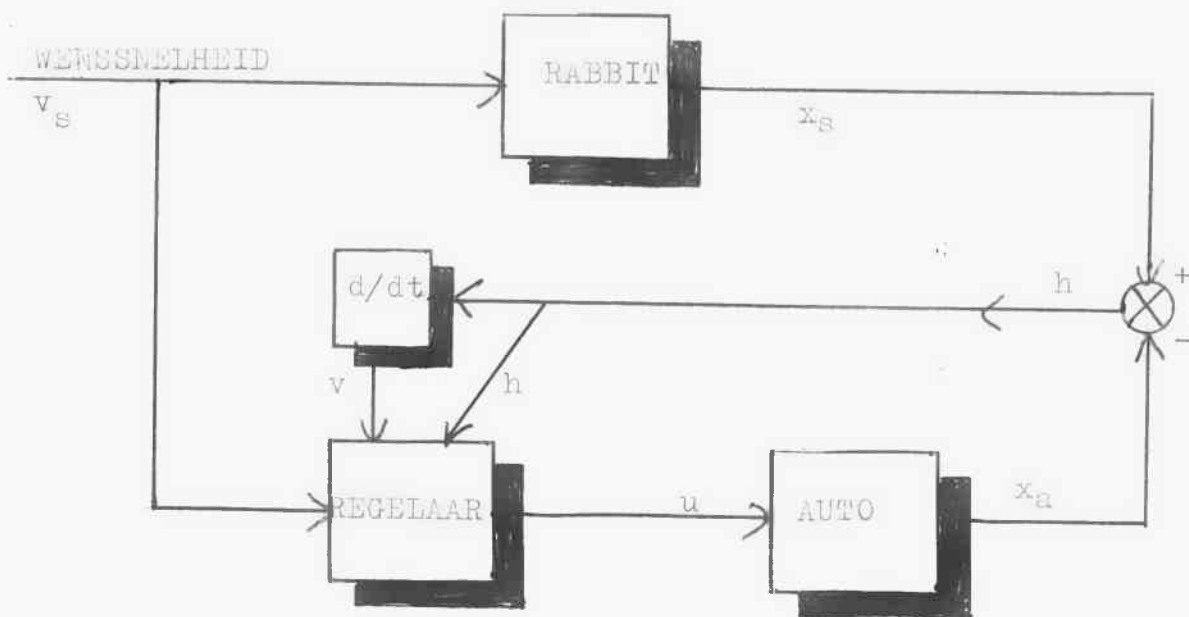 WENSSNELHEID
v_s
RABBIT
x_s
+
h
−
d/dt
v
h
REGELAAR
u
AUTO
x_a